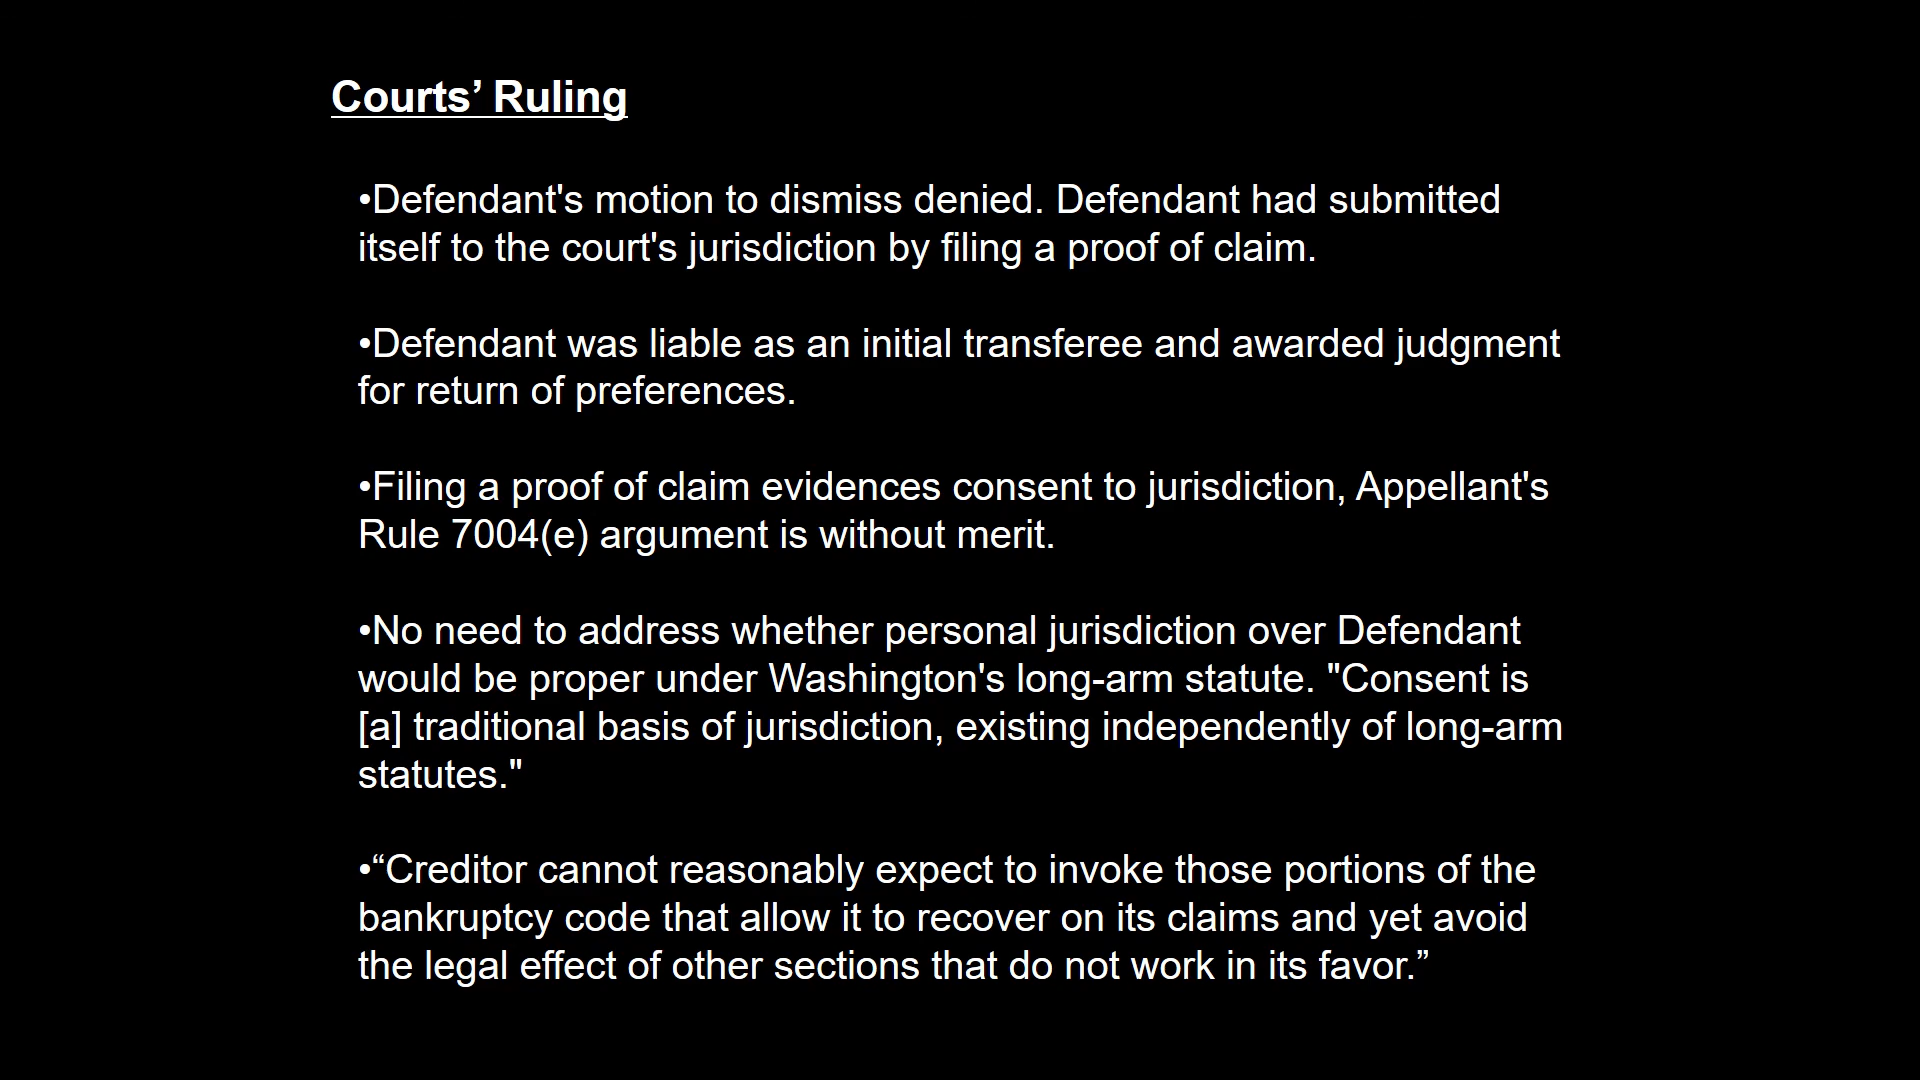 Courts’ Ruling
•Defendant's motion to dismiss denied. Defendant had submitted
itself to the court's jurisdiction by filing a proof of claim.
•Defendant was liable as an initial transferee and awarded judgment
for return of preferences.
•Filing a proof of claim evidences consent to jurisdiction, Appellant's
Rule 7004(e) argument is without merit.
•No need to address whether personal jurisdiction over Defendant
would be proper under Washington's long-arm statute. "Consent is
[a] traditional basis of jurisdiction, existing independently of long-arm
statutes."
•“Creditor cannot reasonably expect to invoke those portions of the
bankruptcy code that allow it to recover on its claims and yet avoid
the legal effect of other sections that do not work in its favor.”